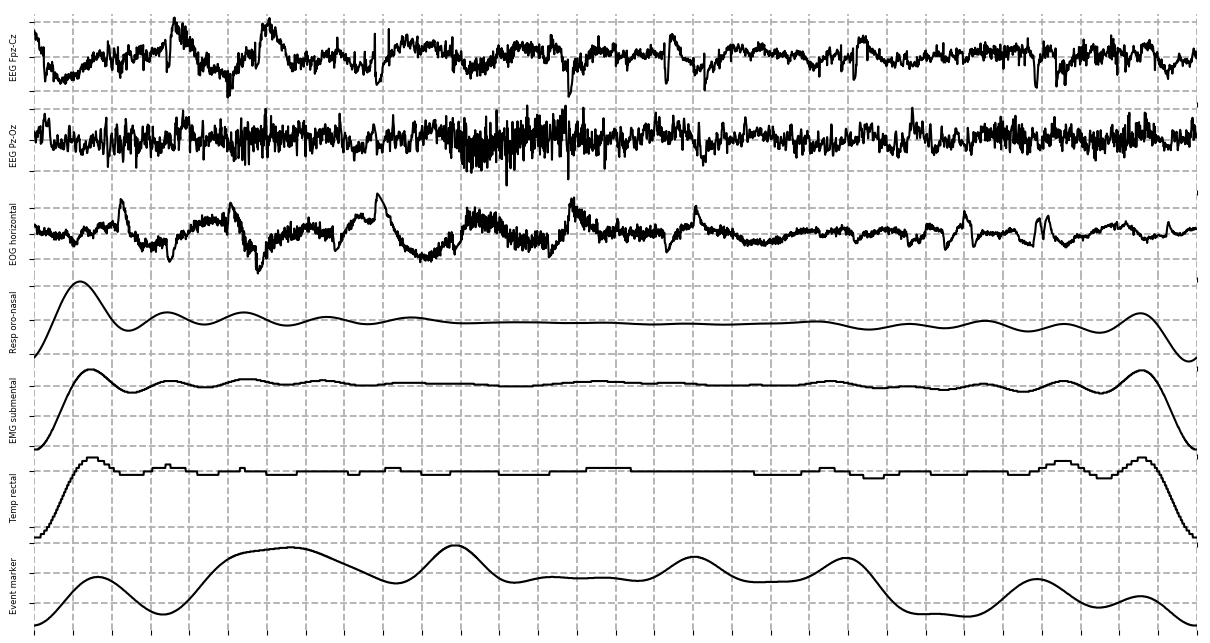 EEG Fpz-Cz
EEG Pz-Oz
EOG horizontal
Resp oro-nasal
EMG submental
Temp rectal
Event marker